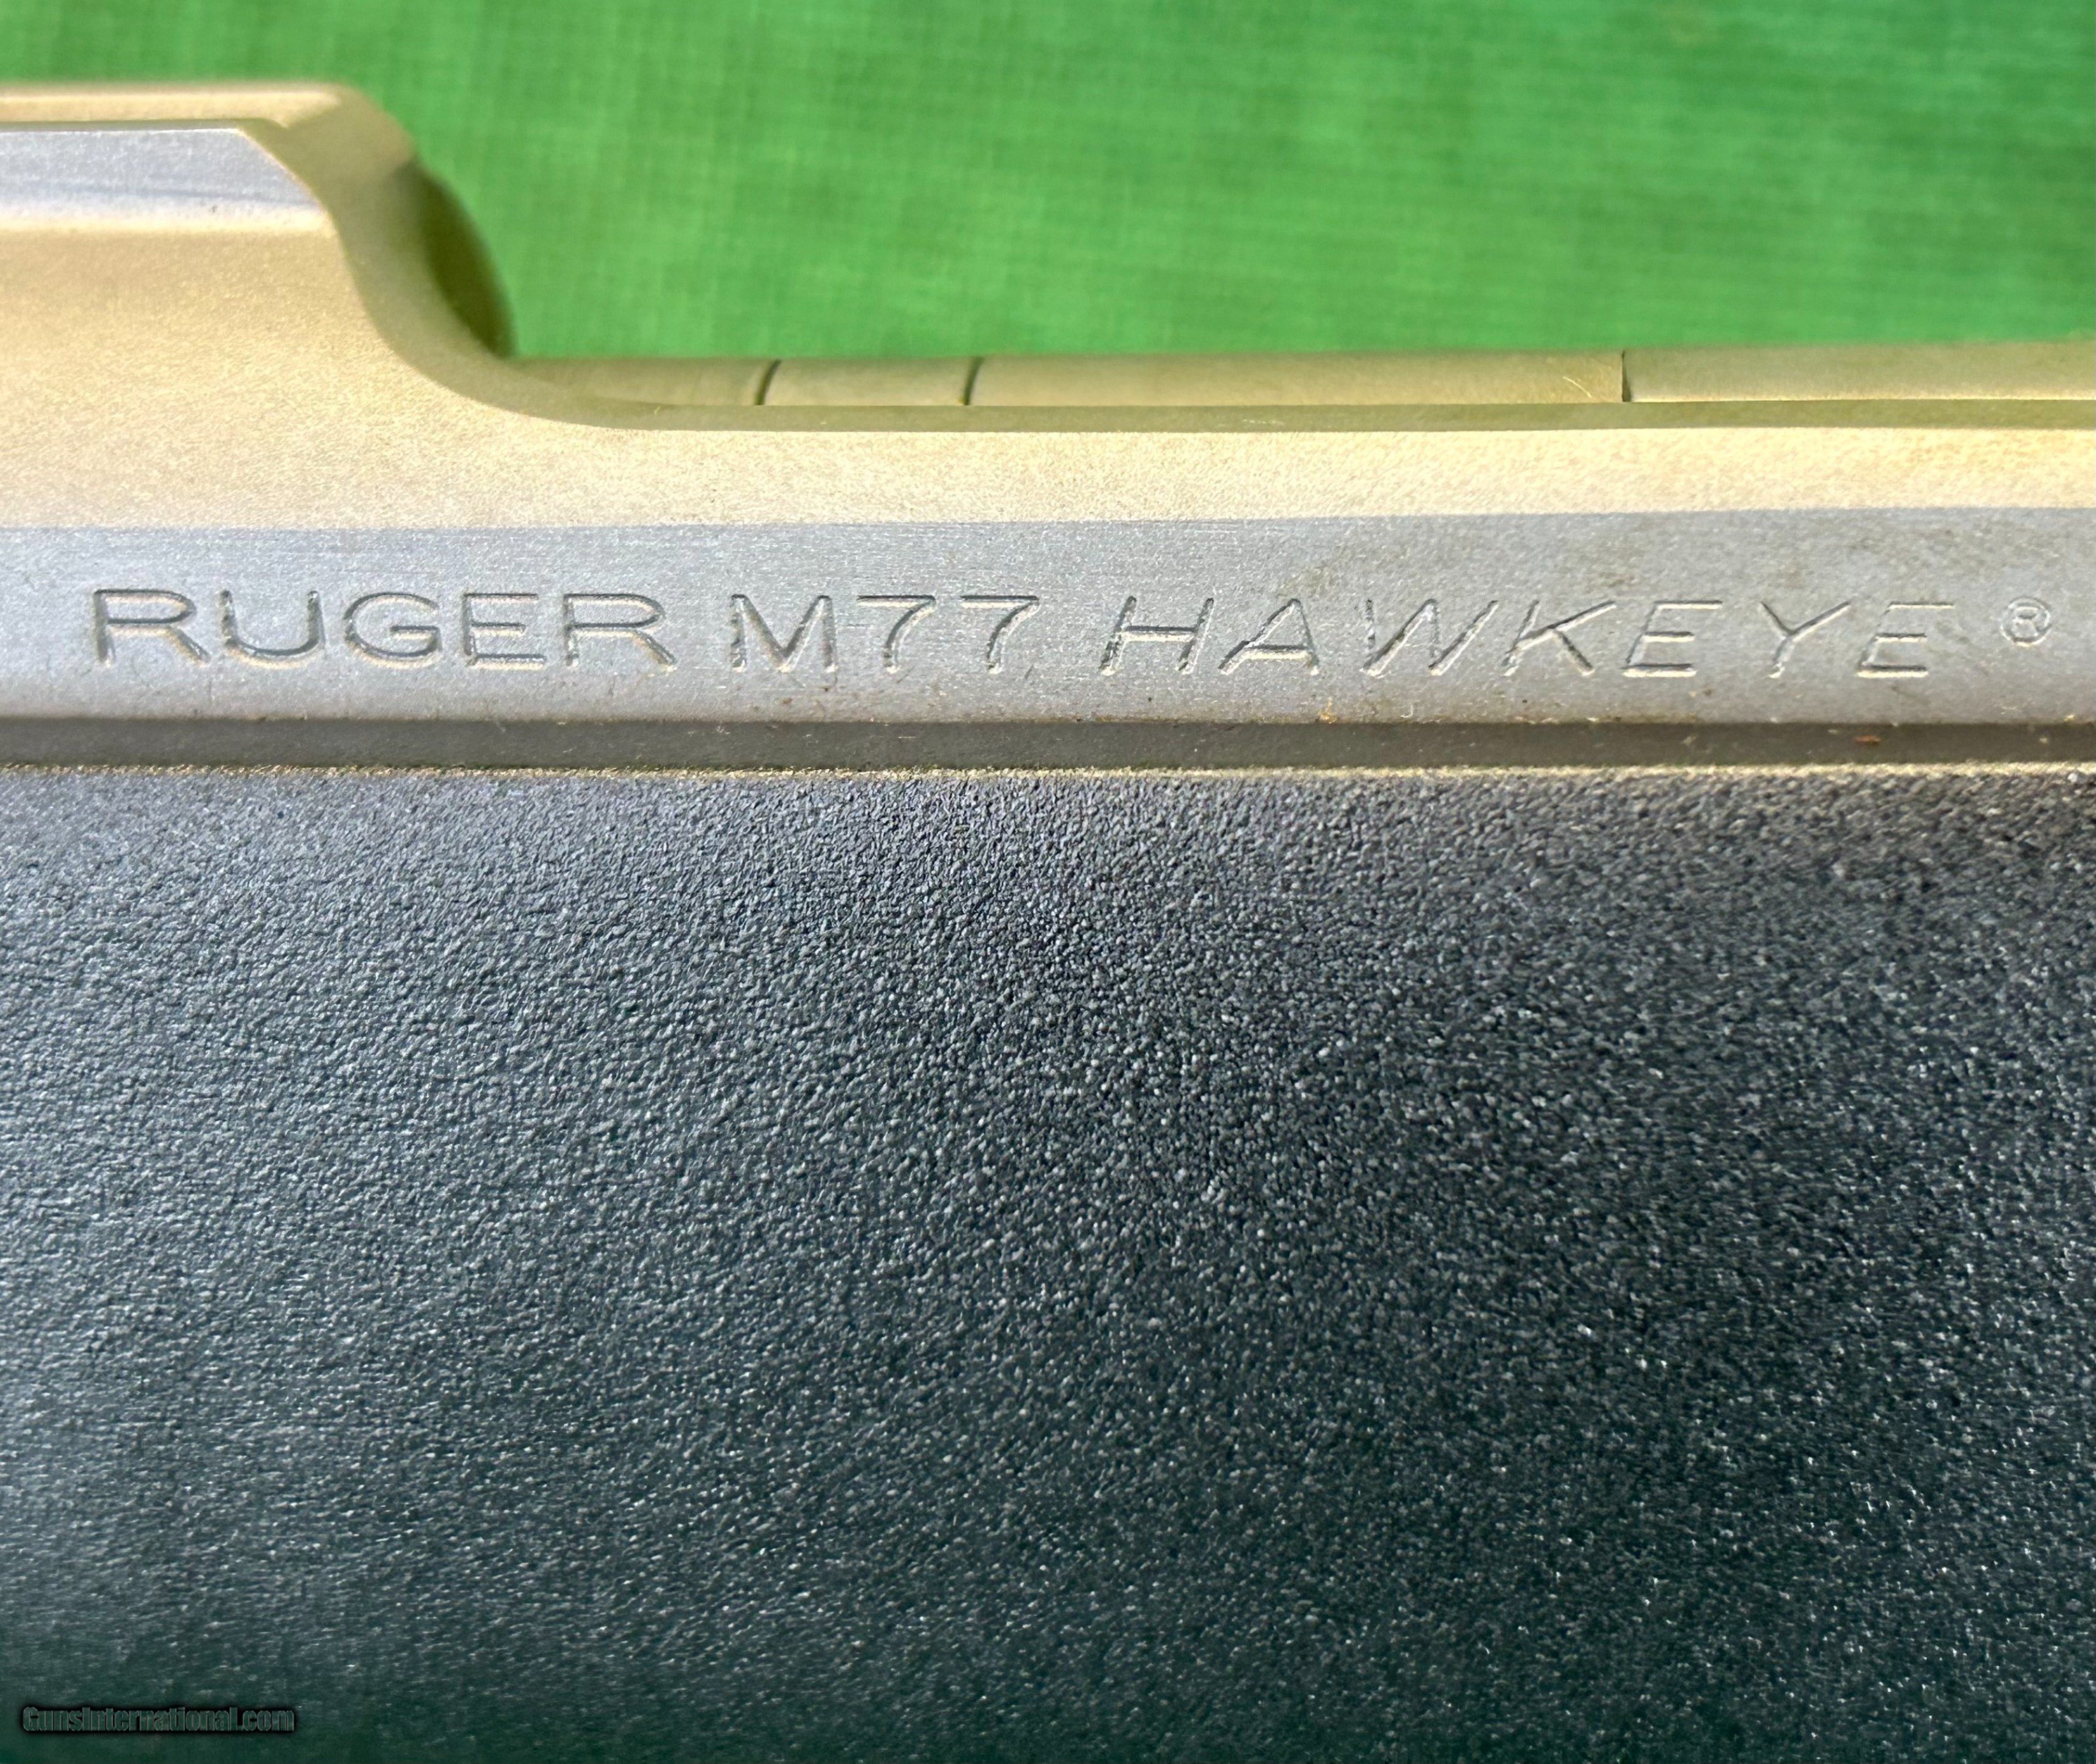 RUGER M77 HAWKEYE ®
GunsInternational.com